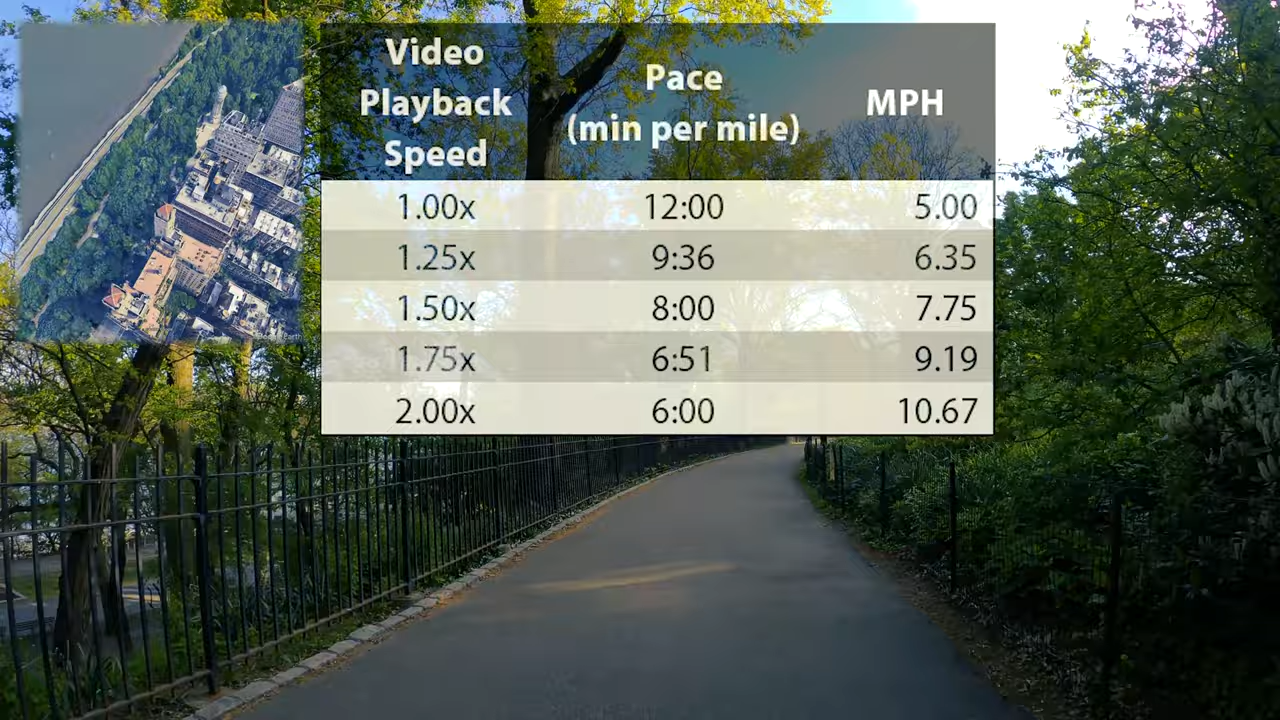 Video
Playback
Speed
Pace
(min per mile)
MPH
1.00x 12:00 5.00
1.25x 9:36 6.35
1.50x 8:00 7.75
1.75x 6:51 9.19
2.00x 6:00 10.67